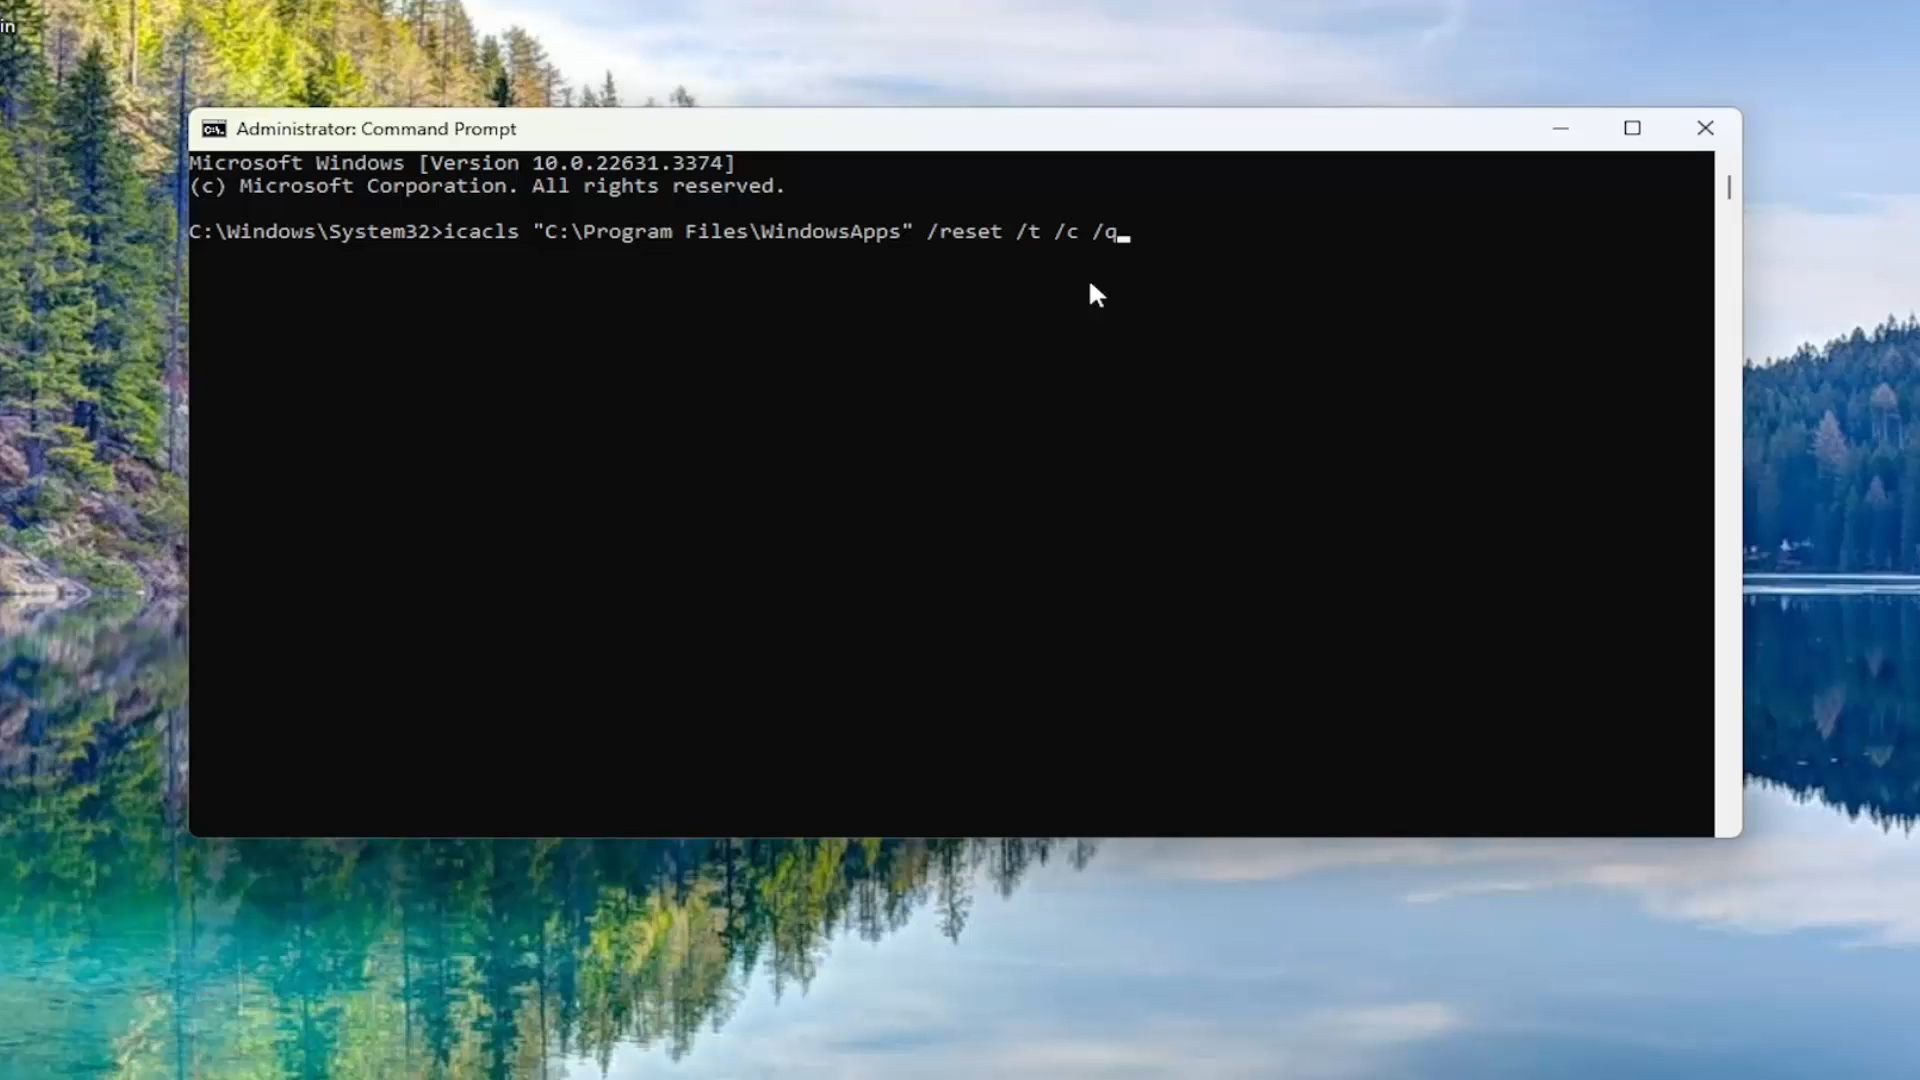 in
Administrator: Command Prompt
Microsoft Windows [Version 10.0.22631.3374]
(c) Microsoft Corporation. All rights reserved.
C:\Windows\System32>icacls "C:\Program Files\WindowsApps" /reset /t /c /q